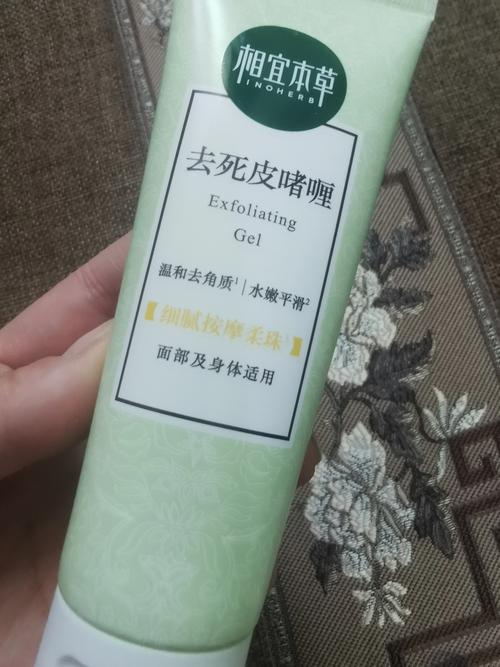 相宜本草
INOHERB
去死皮啫喱
Exfoliating
Gel
温和去角质¹|水嫩平滑²
【细腻按摩柔珠¹】
面部及身体适用